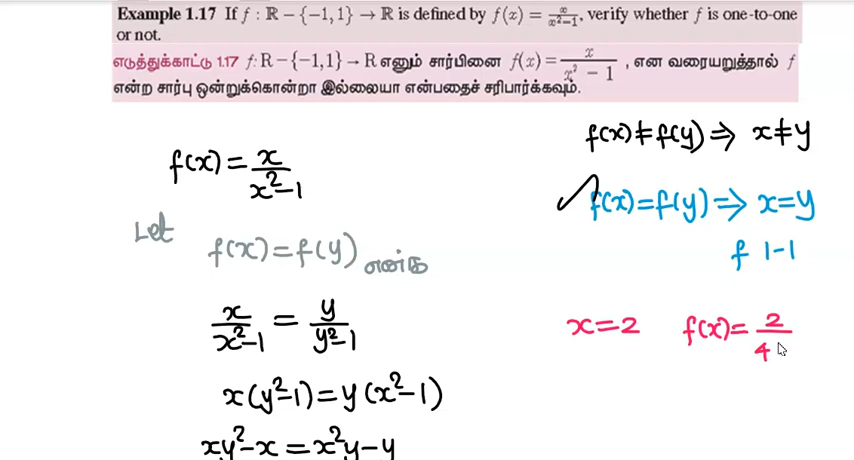 Example 1.17 If f : ℝ − {−1, 1} → ℝ is defined by f(x) = x/(x²−1), verify whether f is one-to-one
or not.
எடுத்துக்காட்டு 1.17 f: R − {−1,1} → R எனும் சார்பினை f(x) = x/(x² − 1) , என வரையறுத்தால் f
என்ற சார்பு ஒன்றுக்கொன்றா இல்லையா என்பதைச் சரிபார்க்கவும்.
f(x) = x/(x²−1)
Let
f(x) = f(y) என்க
x/(x²−1) = y/(y²−1)
x(y²−1) = y(x²−1)
xy²−x = x²y−y
f(x) ≠ f(y) ⇒ x ≠ y
f(x) = f(y) ⇒ x = y
f 1-1
x = 2 f(x) = 2/4